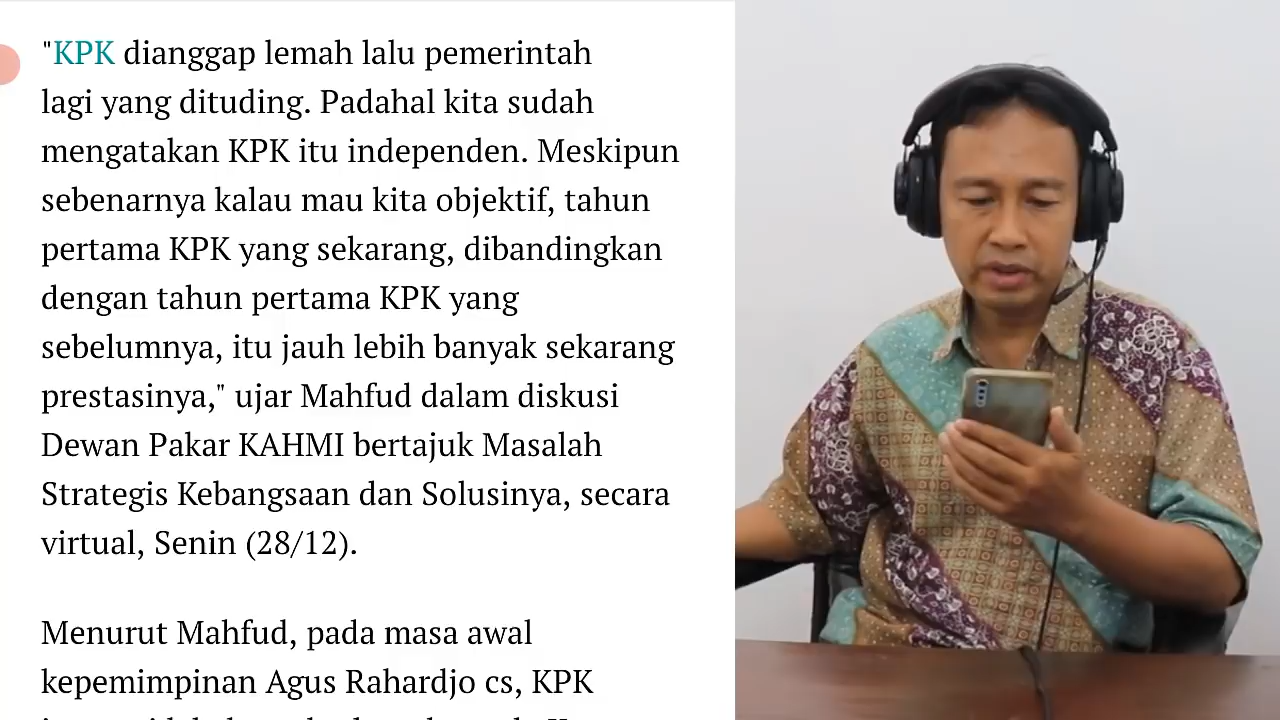 "KPK dianggap lemah lalu pemerintah
lagi yang dituding. Padahal kita sudah
mengatakan KPK itu independen. Meskipun
sebenarnya kalau mau kita objektif, tahun
pertama KPK yang sekarang, dibandingkan
dengan tahun pertama KPK yang
sebelumnya, itu jauh lebih banyak sekarang
prestasinya," ujar Mahfud dalam diskusi
Dewan Pakar KAHMI bertajuk Masalah
Strategis Kebangsaan dan Solusinya, secara
virtual, Senin (28/12).
Menurut Mahfud, pada masa awal
kepemimpinan Agus Rahardjo cs, KPK